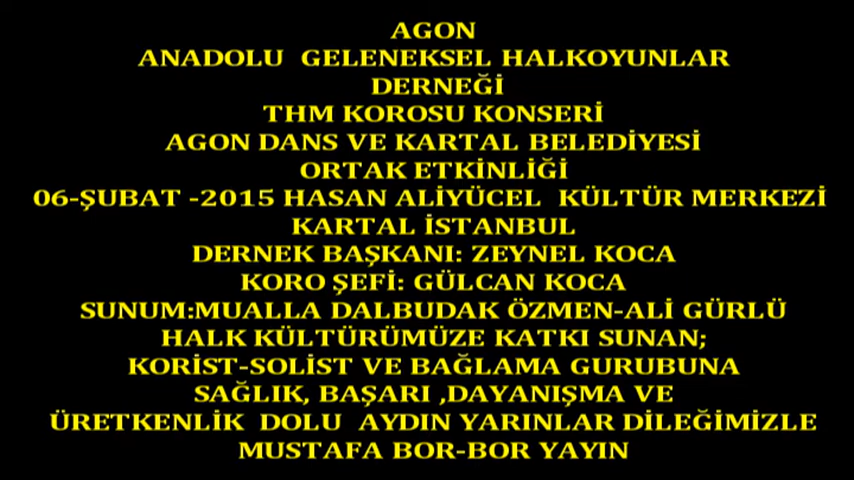 AGON
ANADOLU GELENEKSEL HALKOYUNLAR
DERNEĞİ
THM KOROSU KONSERİ
AGON DANS VE KARTAL BELEDİYESİ
ORTAK ETKİNLİĞİ
06-ŞUBAT -2015 HASAN ALİYÜCEL KÜLTÜR MERKEZİ
KARTAL İSTANBUL
DERNEK BAŞKANI: ZEYNEL KOCA
KORO ŞEFİ: GÜLCAN KOCA
SUNUM:MUALLA DALBUDAK ÖZMEN-ALİ GÜRLÜ
HALK KÜLTÜRÜMÜZE KATKI SUNAN;
KORİST-SOLİST VE BAĞLAMA GURUBUNA
SAĞLIK, BAŞARI ,DAYANIŞMA VE
ÜRETKENLİK DOLU AYDIN YARINLAR DİLEĞİMİZLE
MUSTAFA BOR-BOR YAYIN